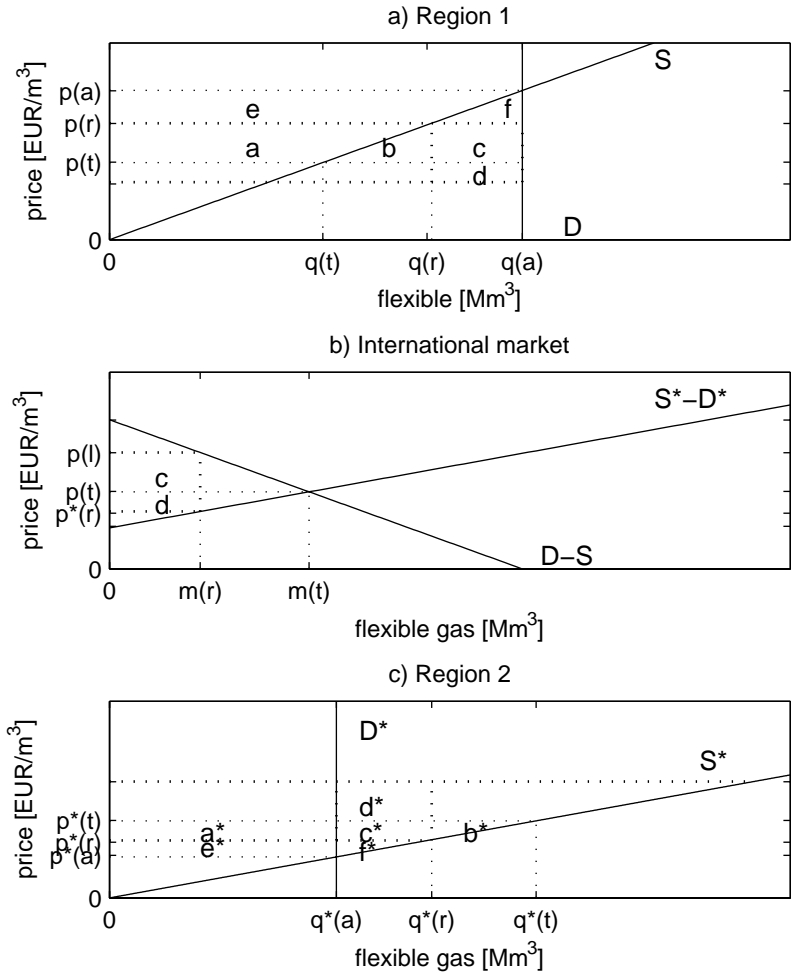 a) Region 1
price [EUR/m³]
p(a)
p(r)
p(t)
0
e
f
a
b
c
d
S
D
0
q(t)
q(r)
q(a)
flexible [Mm³]
b) International market
price [EUR/m³]
p(l)
p(t)
p*(r)
0
c
d
S*−D*
D−S
0
m(r)
m(t)
flexible gas [Mm³]
c) Region 2
price [EUR/m³]
p*(t)
p*(r)
p*(a)
0
D*
S*
d*
a*
c*
b*
e*
f*
0
q*(a)
q*(r)
q*(t)
flexible gas [Mm³]